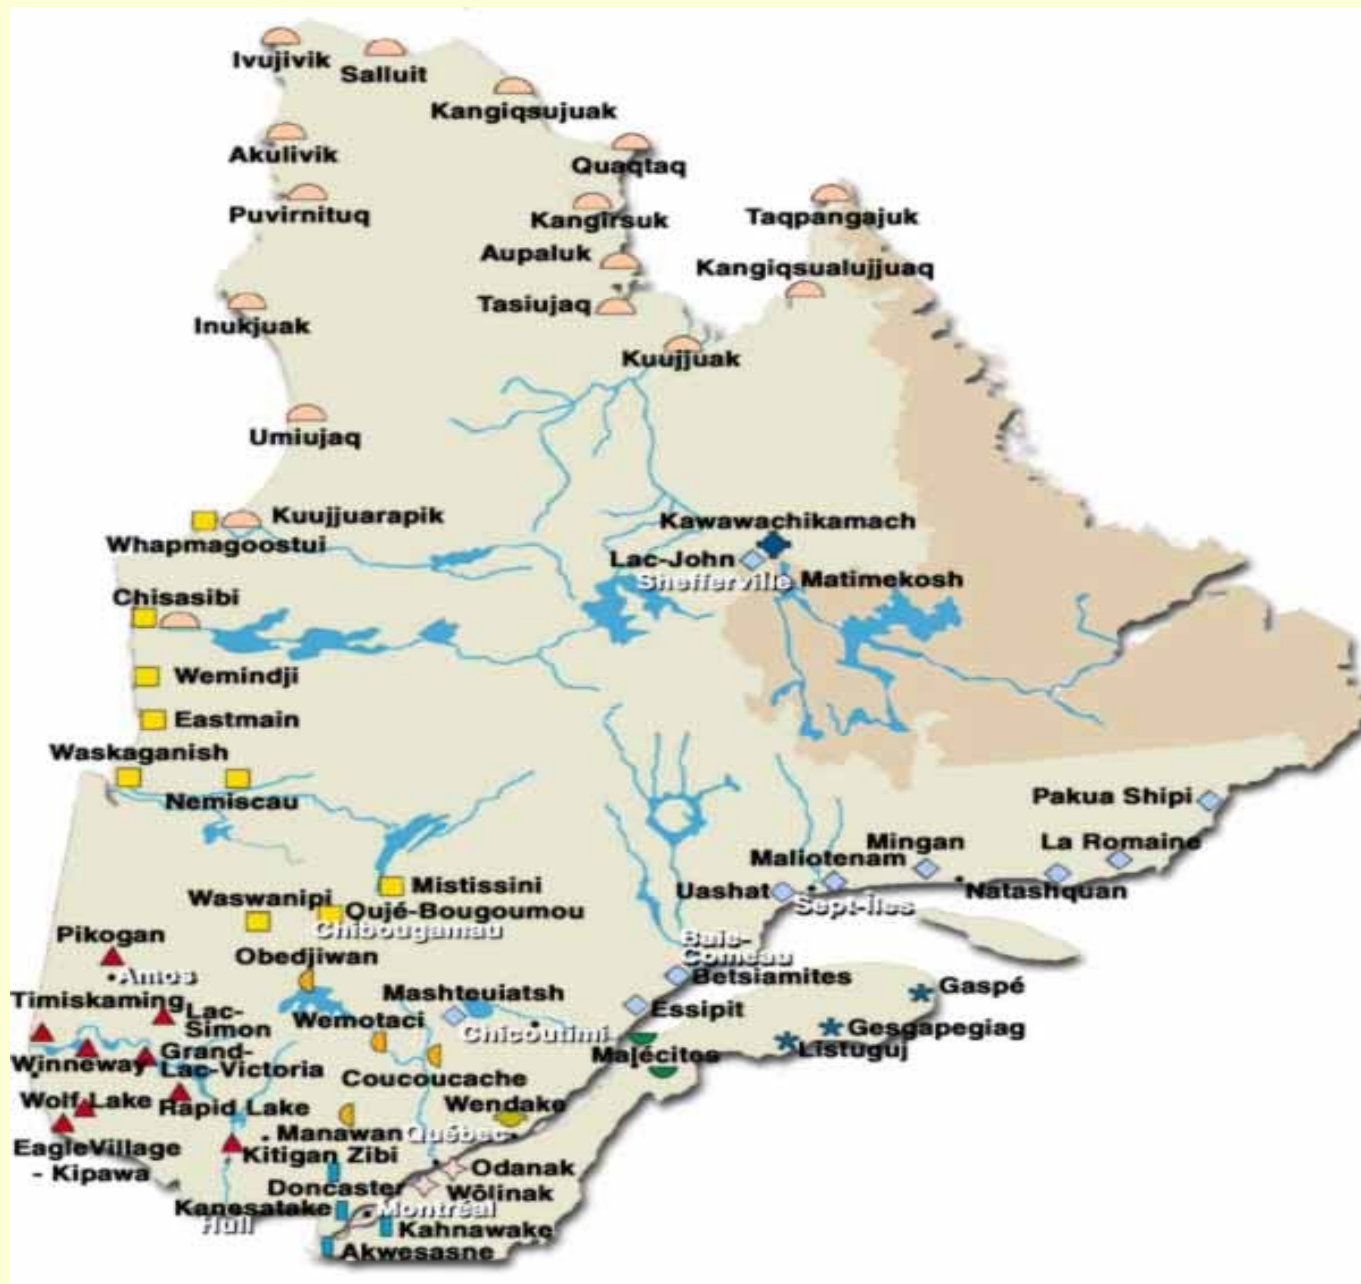 Ivujivik
Salluit
Kangiqsujuak
Akulivik
Quaqtaq
Puvirnituq
Kangirsuk
Taqpangajuk
Aupaluk
Kangiqsualujjuaq
Tasiujaq
Inukjuak
Kuujjuak
Umiujaq
Kuujjuarapik
Kawawachikamach
Whapmagoostui
Lac-John
Shefferville
Matimekosh
Chisasibi
Wemindji
Eastmain
Waskaganish
Nemiscau
Pakua Shipi
Mingan
La Romaine
Maliotenam
Mistissini
Uashat
Natashquan
Waswanipi
Oujé-Bougoumou
Sept-Îles
Chibougamau
Pikogan
Baie-
Comeau
Obedjiwan
Amos
Betsiamites
Gaspé
Mashteuiatsh
Timiskaming
Lac-
Simon
Essipit
Wemotaci
Chicoutimi
Gesgapegiag
Listuguj
Malécites
Winneway
Grand-
Lac-Victoria
Coucoucache
Wolf Lake
Rapid Lake
Wendake
Manawan
Québec
EagleVillage
- Kipawa
Kitigan Zibi
Odanak
Doncaster
Wôlinak
Kanesatake
Montréal
Hull
Kahnawake
Akwesasne